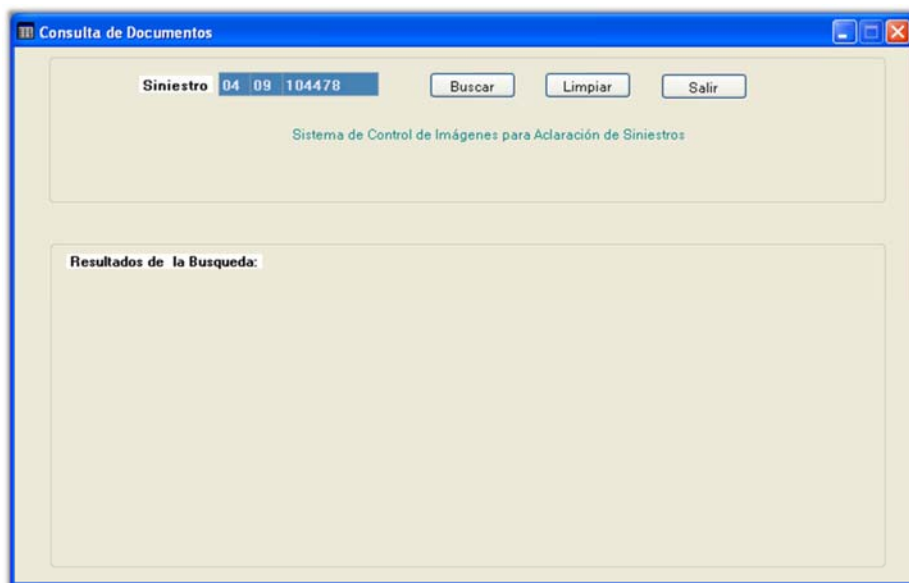 Consulta de Documentos
Siniestro 04 09 104478 Buscar Limpiar Salir
Sistema de Control de Imágenes para Aclaración de Siniestros
Resultados de la Busqueda: